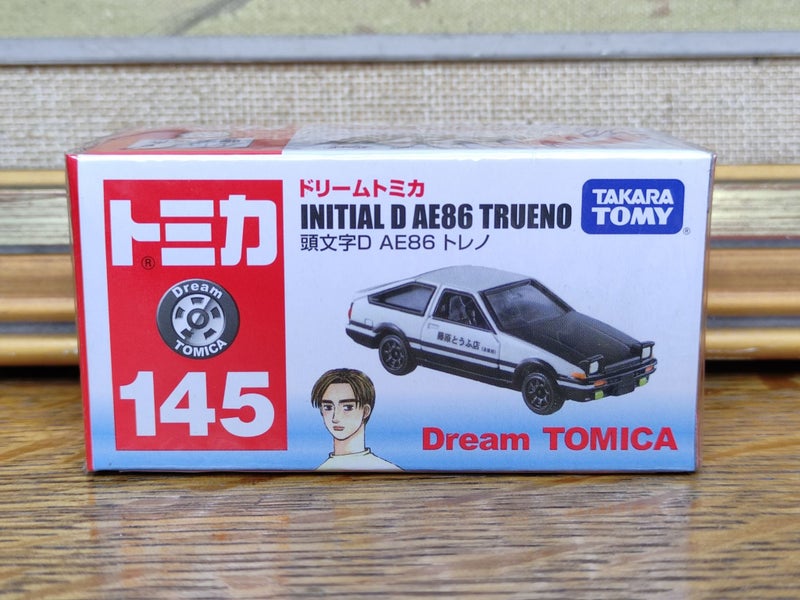 トミカ
®
Dream
TOMICA
145
ドリームトミカ
INITIAL D AE86 TRUENO
頭文字D AE86 トレノ
TAKARA
TOMY
®
藤原とうふ店
Dream TOMICA